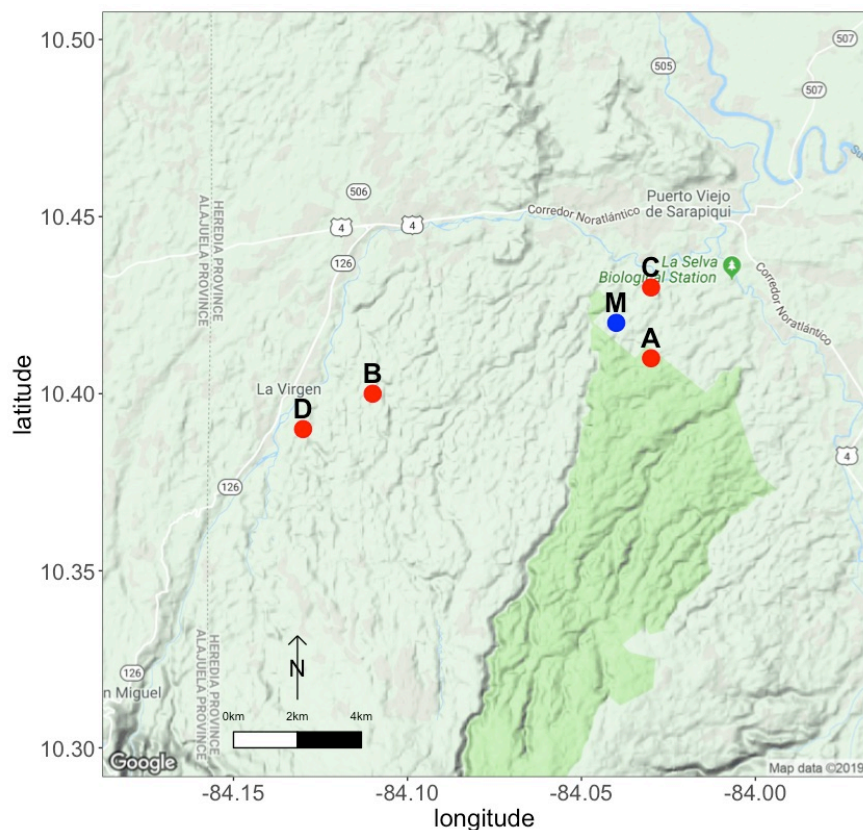 10.50
10.45
10.40
10.35
10.30
latitude
507
505
507
506
HEREDIA PROVINCE
ALAJUELA PROVINCE
Puerto Viejo
de Sarapiqui
Corredor Noratlántico
4
4
126
La Selva
Biological Station
C
M
A
Corredor Noratlántico
La Virgen
B
D
4
126
HEREDIA PROVINCE
ALAJUELA PROVINCE
126
n Miguel
N
0km
2km
4km
Google
Map data ©2019
-84.15
-84.10
-84.05
-84.00
longitude